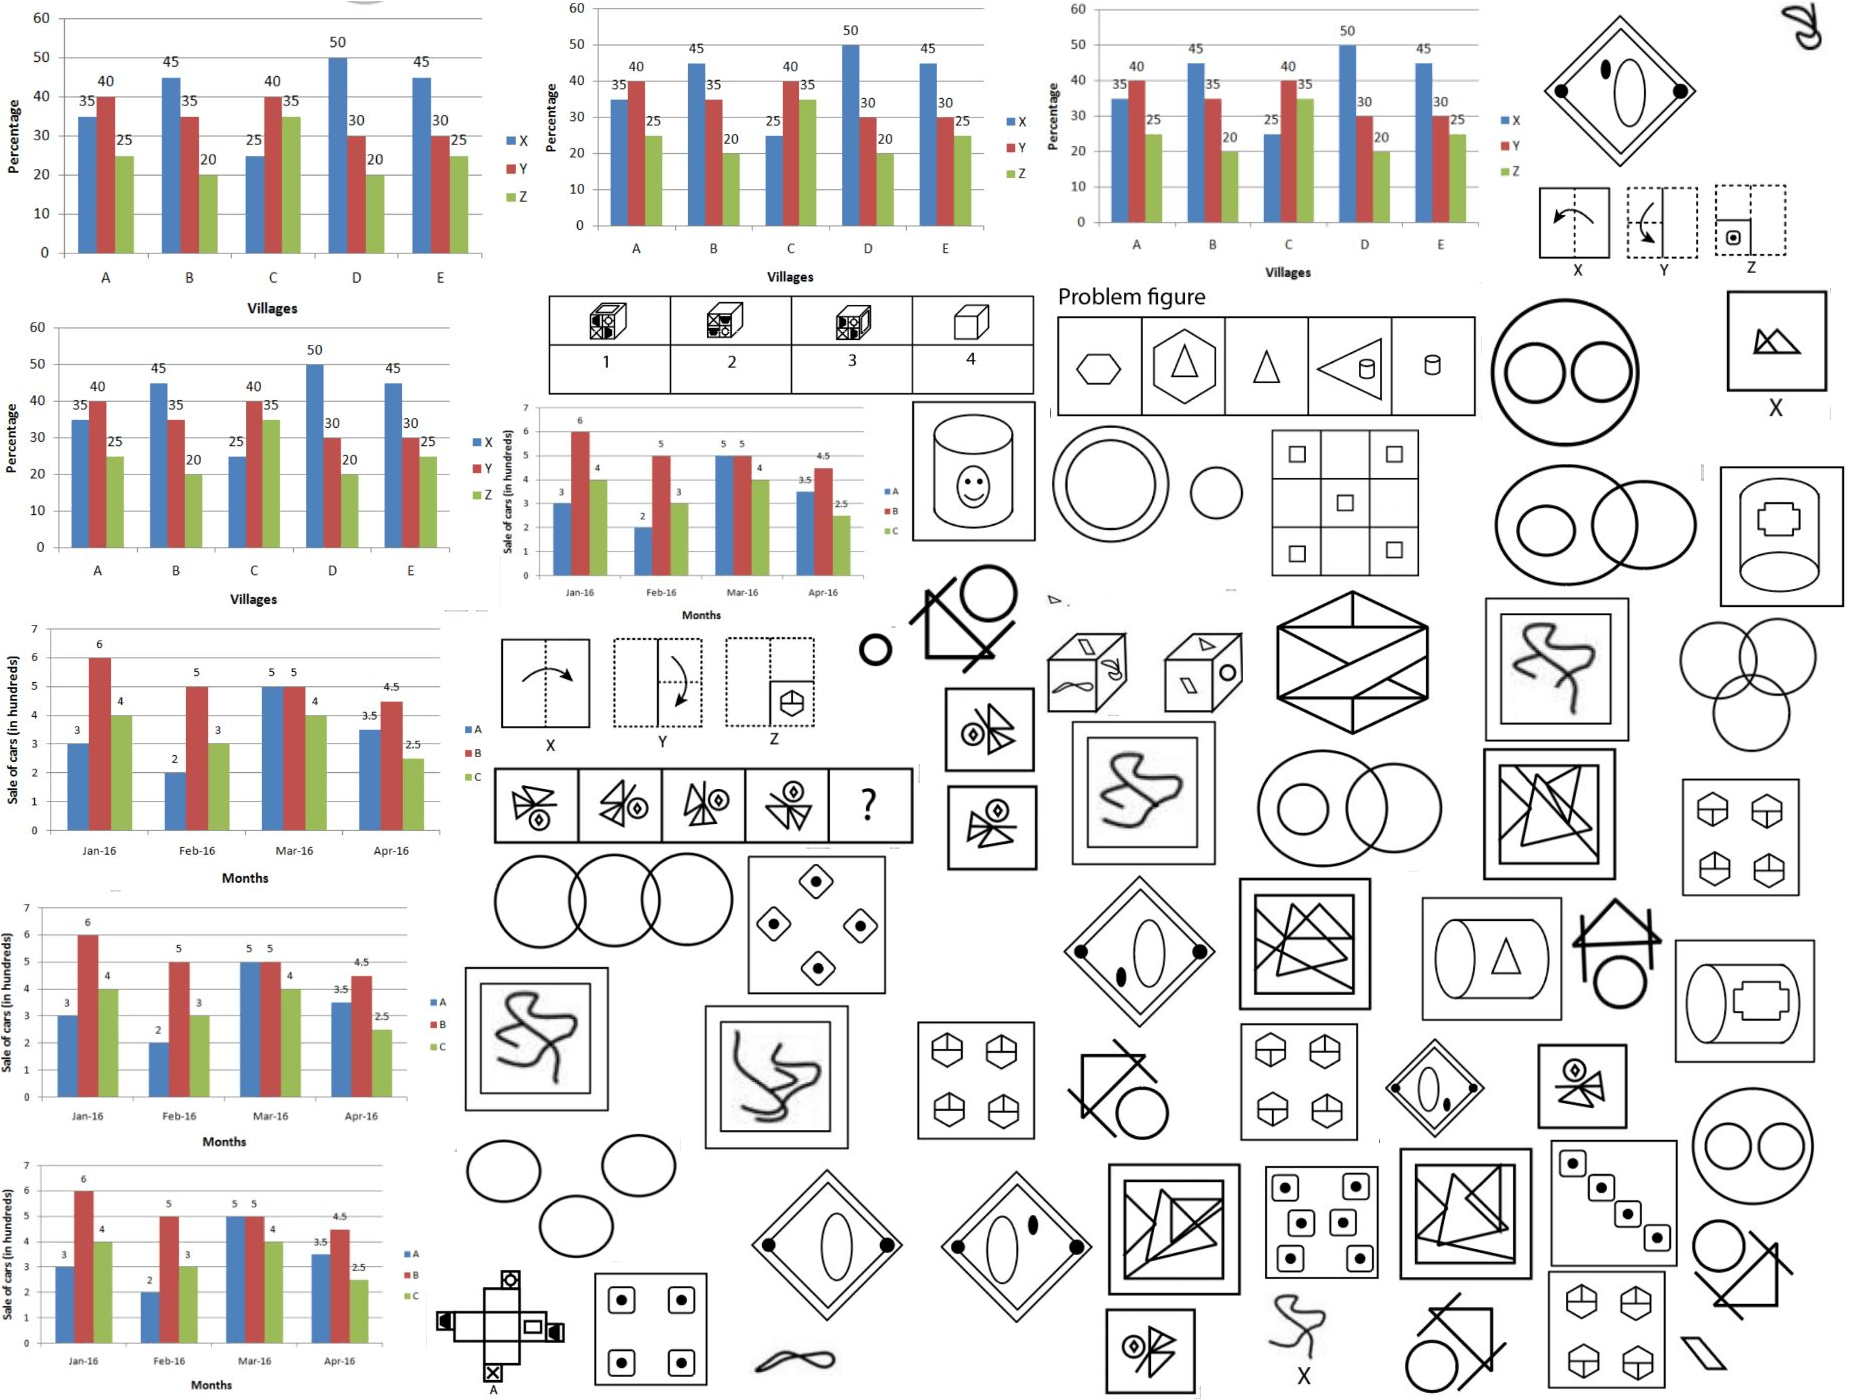 60
50
40
30
20
10
0
Percentage
35 40 25
45 35 20
25 40 35
50 30 20
45 30 25
A B C D E
Villages
X
Y
Z
60
50
40
30
20
10
0
Percentage
35 40 25
45 35 20
25 40 35
50 30 20
45 30 25
A B C D E
Villages
X
Y
Z
60
50
40
30
20
10
0
Percentage
35 40 25
45 35 20
25 40 35
50 30 20
45 30 25
A B C D E
Villages
X
Y
Z
X Y Z
60
50
40
30
20
10
0
Percentage
35 40 25
45 35 20
25 40 35
50 30 20
45 30 25
A B C D E
Villages
X
Y
Z
1 2 3 4
Problem figure
X
7
6
5
4
3
2
1
0
Sale of cars (in hundreds)
3 6 4
2 5 3
5 5 4
3.5 4.5 2.5
Jan-16 Feb-16 Mar-16 Apr-16
Months
A
B
C
7
6
5
4
3
2
1
0
Sale of cars (in hundreds)
3 6 4
2 5 3
5 5 4
3.5 4.5 2.5
Jan-16 Feb-16 Mar-16 Apr-16
Months
A
B
C
X Y Z
?
7
6
5
4
3
2
1
0
Sale of cars (in hundreds)
3 6 4
2 5 3
5 5 4
3.5 4.5 2.5
Jan-16 Feb-16 Mar-16 Apr-16
Months
A
B
C
7
6
5
4
3
2
1
0
Sale of cars (in hundreds)
3 6 4
2 5 3
5 5 4
3.5 4.5 2.5
Jan-16 Feb-16 Mar-16 Apr-16
Months
A
B
C
A
X